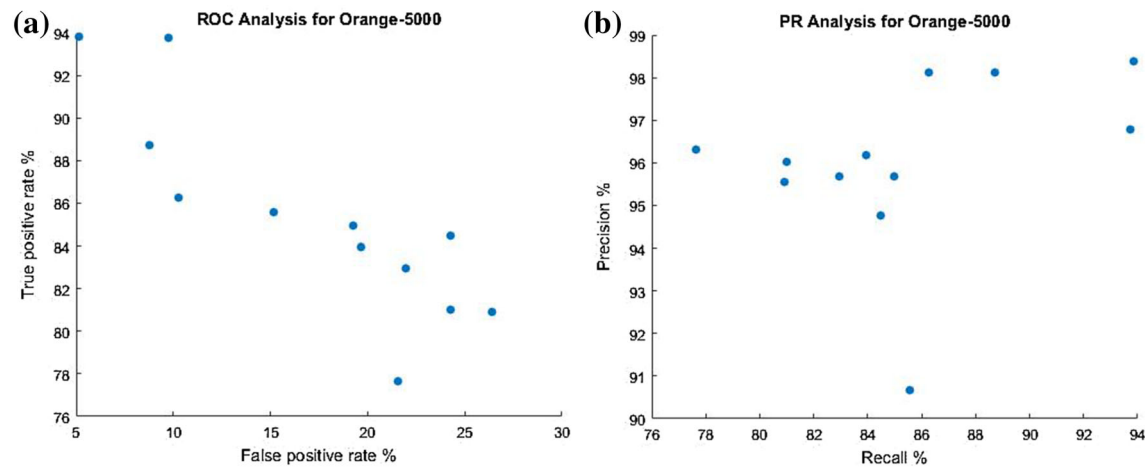 (a)
ROC Analysis for Orange-5000
94
92
90
88
86
84
82
80
78
76
True positive rate %
5 10 15 20 25 30
False positive rate %
(b)
PR Analysis for Orange-5000
99
98
97
96
95
94
93
92
91
90
Precision %
76 78 80 82 84 86 88 90 92 94
Recall %